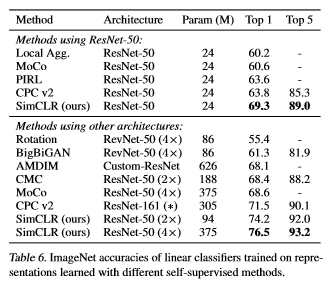 Method Architecture Param (M) Top 1 Top 5
Methods using ResNet-50:
Local Agg. ResNet-50 24 60.2 -
MoCo ResNet-50 24 60.6 -
PIRL ResNet-50 24 63.6 -
CPC v2 ResNet-50 24 63.8 85.3
SimCLR (ours) ResNet-50 24 69.3 89.0
Methods using other architectures:
Rotation RevNet-50 (4×) 86 55.4 -
BigBiGAN RevNet-50 (4×) 86 61.3 81.9
AMDIM Custom-ResNet 626 68.1 -
CMC ResNet-50 (2×) 188 68.4 88.2
MoCo ResNet-50 (4×) 375 68.6 -
CPC v2 ResNet-161 (∗) 305 71.5 90.1
SimCLR (ours) ResNet-50 (2×) 94 74.2 92.0
SimCLR (ours) ResNet-50 (4×) 375 76.5 93.2
Table 6. ImageNet accuracies of linear classifiers trained on repre-
sentations learned with different self-supervised methods.